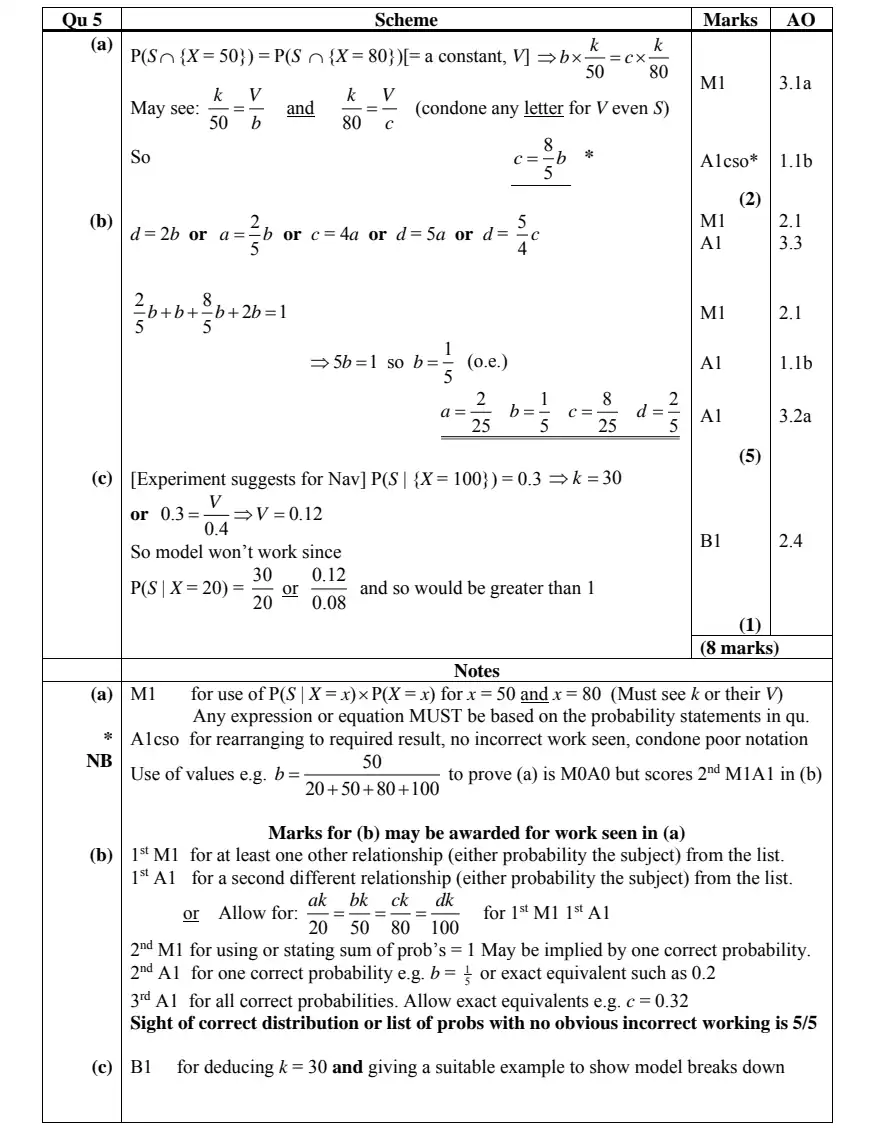 Qu 5 Scheme Marks AO
(a) P(S ∩ {X = 50}) = P(S ∩ {X = 80})[= a constant, V] ⇒ b × k/50 = c × k/80 M1 3.1a
May see: k/50 = V/b and k/80 = V/c (condone any letter for V even S)
So c = 8/5 b * A1cso* 1.1b
(2)
(b) d = 2b or a = 2/5 b or c = 4a or d = 5a or d = 5/4 c M1 2.1
A1 3.3
2/5 b + b + 8/5 b + 2b = 1 M1 2.1
⇒ 5b = 1 so b = 1/5 (o.e.) A1 1.1b
a = 2/25 b = 1/5 c = 8/25 d = 2/5 A1 3.2a
(5)
(c) [Experiment suggests for Nav] P(S | {X = 100}) = 0.3 ⇒ k = 30
or 0.3 = V/0.4 ⇒ V = 0.12
So model won't work since B1 2.4
P(S | X = 20) = 30/20 or 0.12/0.08 and so would be greater than 1
(1)
(8 marks)
Notes
(a) M1 for use of P(S | X = x) × P(X = x) for x = 50 and x = 80 (Must see k or their V)
Any expression or equation MUST be based on the probability statements in qu.
* A1cso for rearranging to required result, no incorrect work seen, condone poor notation
NB Use of values e.g. b = 50/(20 + 50 + 80 + 100) to prove (a) is M0A0 but scores 2nd M1A1 in (b)
Marks for (b) may be awarded for work seen in (a)
(b) 1st M1 for at least one other relationship (either probability the subject) from the list.
1st A1 for a second different relationship (either probability the subject) from the list.
or Allow for: ak/20 = bk/50 = ck/80 = dk/100 for 1st M1 1st A1
2nd M1 for using or stating sum of prob's = 1 May be implied by one correct probability.
2nd A1 for one correct probability e.g. b = 1/5 or exact equivalent such as 0.2
3rd A1 for all correct probabilities. Allow exact equivalents e.g. c = 0.32
Sight of correct distribution or list of probs with no obvious incorrect working is 5/5
(c) B1 for deducing k = 30 and giving a suitable example to show model breaks down